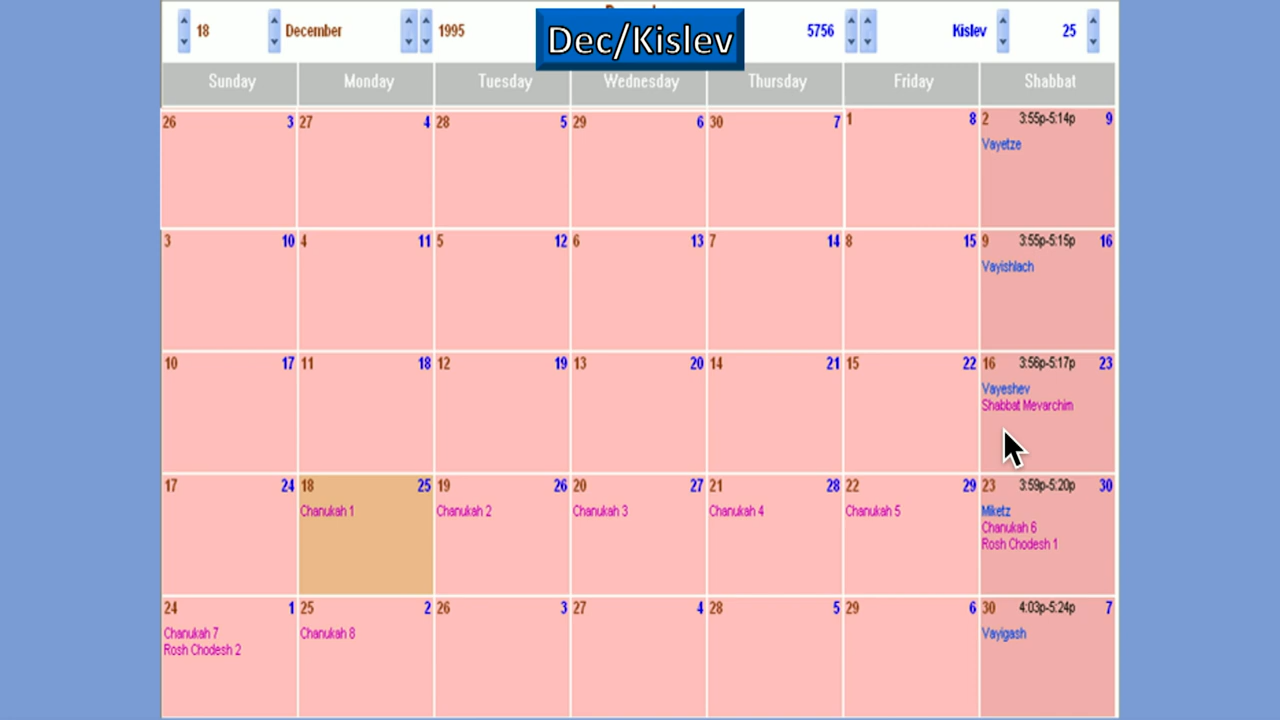 18 December 1995 Dec/Kislev 5756 Kislev 25
Sunday Monday Tuesday Wednesday Thursday Friday Shabbat
26 3 27 4 28 5 29 6 30 7 1 8 2 3:55p-5:14p 9
Vayetze
3 10 4 11 5 12 6 13 7 14 8 15 9 3:55p-5:15p 16
Vayishlach
10 17 11 18 12 19 13 20 14 21 15 22 16 3:56p-5:17p 23
Vayeshev
Shabbat Mevarchim
17 24 18 25 19 26 20 27 21 28 22 29 23 3:59p-5:20p 30
Chanukah 1 Chanukah 2 Chanukah 3 Chanukah 4 Chanukah 5 Miketz
Chanukah 6
Rosh Chodesh 1
24 1 25 2 26 3 27 4 28 5 29 6 30 4:03p-5:24p 7
Chanukah 7 Chanukah 8 Vayigash
Rosh Chodesh 2